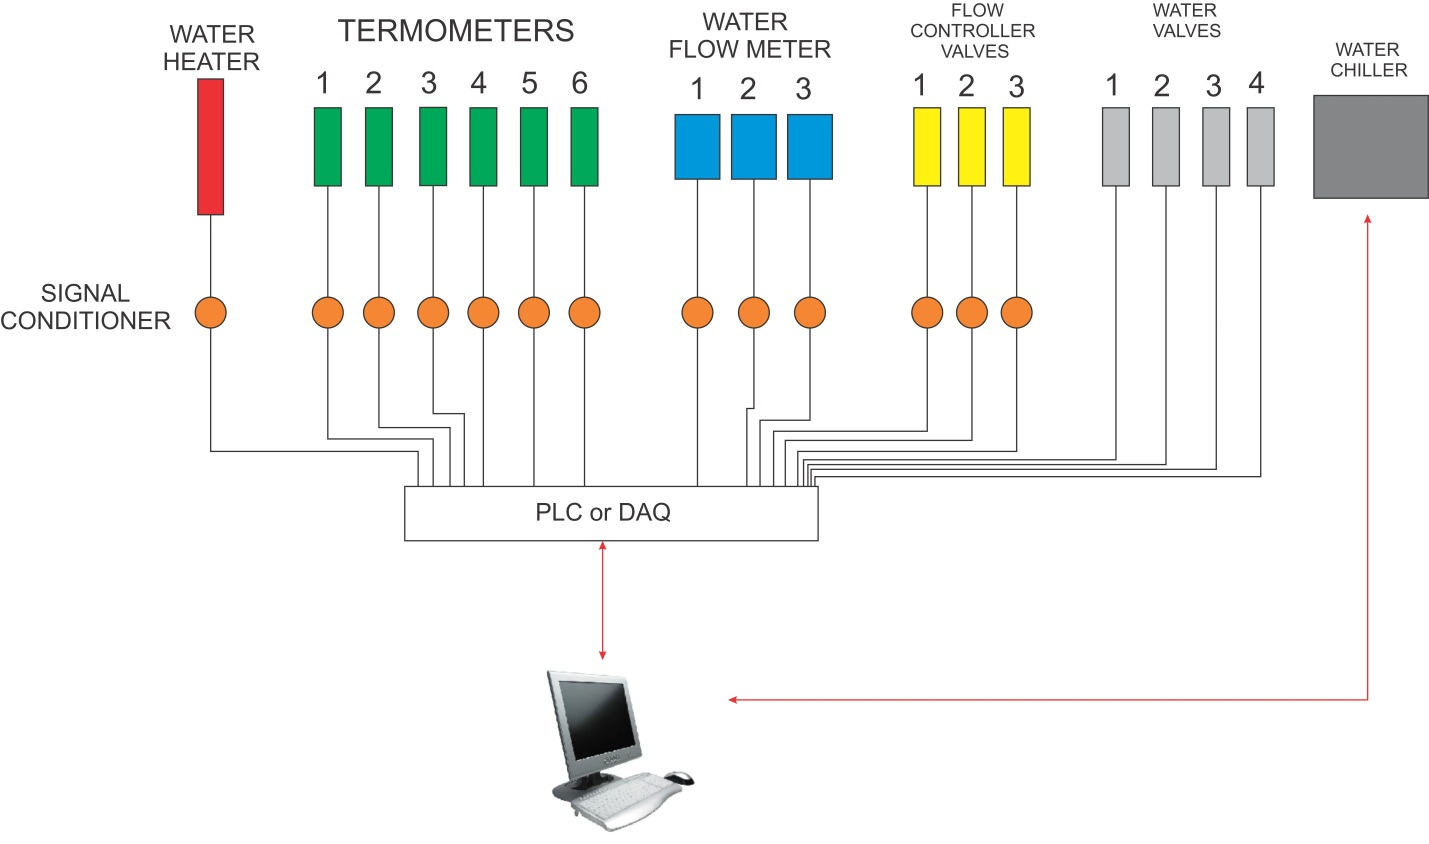 WATER
HEATER
TERMOMETERS
1 2 3 4 5 6
WATER
FLOW METER
1 2 3
FLOW
CONTROLLER
VALVES
1 2 3
WATER
VALVES
1 2 3 4
WATER
CHILLER
SIGNAL
CONDITIONER
PLC or DAQ